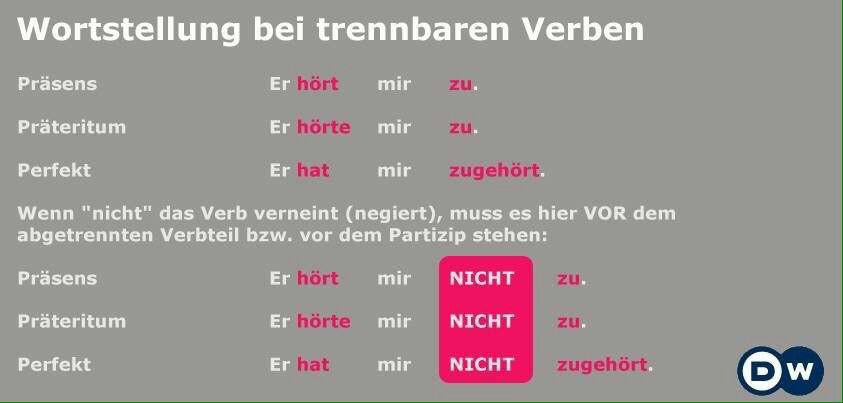 Wortstellung bei trennbaren Verben
Präsens Er hört mir zu.
Präteritum Er hörte mir zu.
Perfekt Er hat mir zugehört.
Wenn "nicht" das Verb verneint (negiert), muss es hier VOR dem
abgetrennten Verbteil bzw. vor dem Partizip stehen:
Präsens Er hört mir NICHT zu.
Präteritum Er hörte mir NICHT zu.
Perfekt Er hat mir NICHT zugehört.
DW